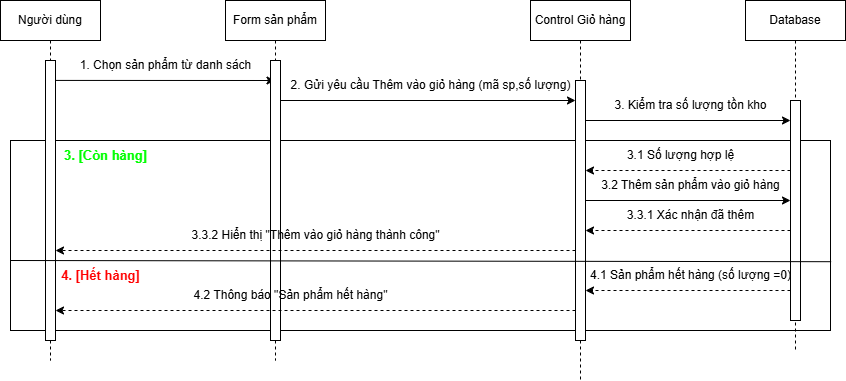 Người dùng
Form sản phẩm
Control Giỏ hàng
Database
1. Chọn sản phẩm từ danh sách
2. Gửi yêu cầu Thêm vào giỏ hàng (mã sp,số lượng)
3. Kiểm tra số lượng tồn kho
3. [Còn hàng]
3.1 Số lượng hợp lệ
3.2 Thêm sản phẩm vào giỏ hàng
3.3.1 Xác nhận đã thêm
3.3.2 Hiển thị "Thêm vào giỏ hàng thành công"
4. [Hết hàng]
4.1 Sản phẩm hết hàng (số lượng =0)
4.2 Thông báo "Sản phẩm hết hàng"